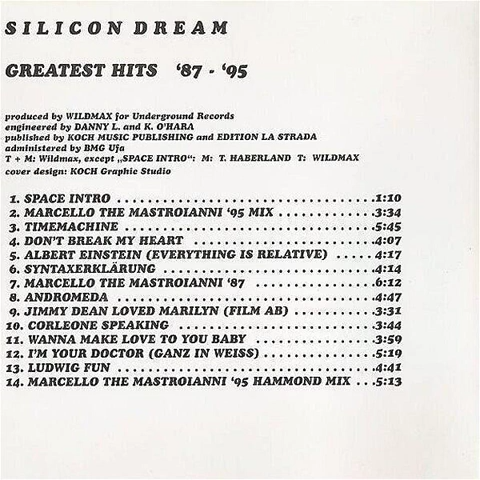 SILICON DREAM
GREATEST HITS '87 - '95
produced by WILDMAX for Underground Records
engineered by DANNY L. and K. O'HARA
published by KOCH MUSIC PUBLISHING and EDITION LA STRADA
administered by BMG Ufa
T + M: Wildmax, except „SPACE INTRO“: M: T. HABERLAND T: WILDMAX
cover design: KOCH Graphic Studio
1. SPACE INTRO . . . . . . . . . . . . . . . . . . . . . . . . . . . . . . .1:10
2. MARCELLO THE MASTROIANNI '95 MIX . . . . . . . . . . . . .3:34
3. TIMEMACHINE . . . . . . . . . . . . . . . . . . . . . . . . . . . . . .5:45
4. DON'T BREAK MY HEART . . . . . . . . . . . . . . . . . . . . . .4:07
5. ALBERT EINSTEIN (EVERYTHING IS RELATIVE) . . . . .4:17
6. SYNTAXERKLÄRUNG . . . . . . . . . . . . . . . . . . . . . . . . .4:14
7. MARCELLO THE MASTROIANNI '87 . . . . . . . . . . . . . . . .6:12
8. ANDROMEDA . . . . . . . . . . . . . . . . . . . . . . . . . . . . . . .4:47
9. JIMMY DEAN LOVED MARILYN (FILM AB) . . . . . . . . . . .3:31
10. CORLEONE SPEAKING . . . . . . . . . . . . . . . . . . . . . . .3:44
11. WANNA MAKE LOVE TO YOU BABY . . . . . . . . . . . . . . .3:59
12. I'M YOUR DOCTOR (GANZ IN WEISS) . . . . . . . . . . . . . .5:19
13. LUDWIG FUN . . . . . . . . . . . . . . . . . . . . . . . . . . . . . .4:41
14. MARCELLO THE MASTROIANNI '95 HAMMOND MIX . . .5:13